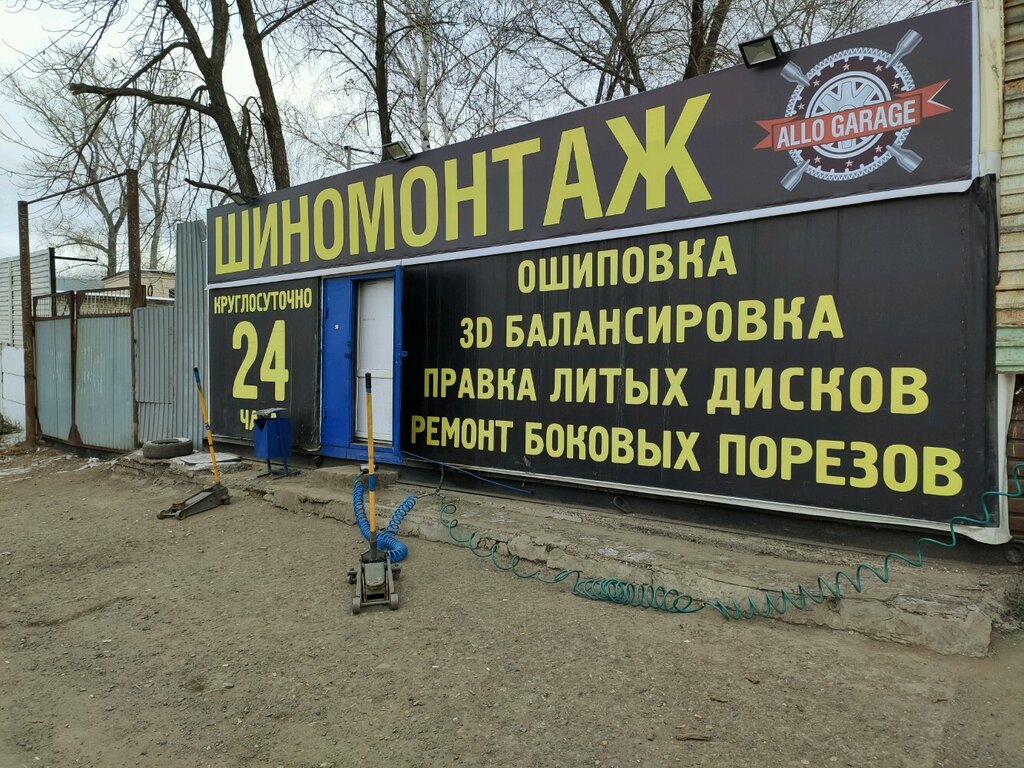 ШИНОМОНТАЖ
ALLO GARAGE
КРУГЛОСУТОЧНО
24
ОШИПОВКА
3D БАЛАНСИРОВКА
ПРАВКА ЛИТЫХ ДИСКОВ
РЕМОНТ БОКОВЫХ ПОРЕЗОВ